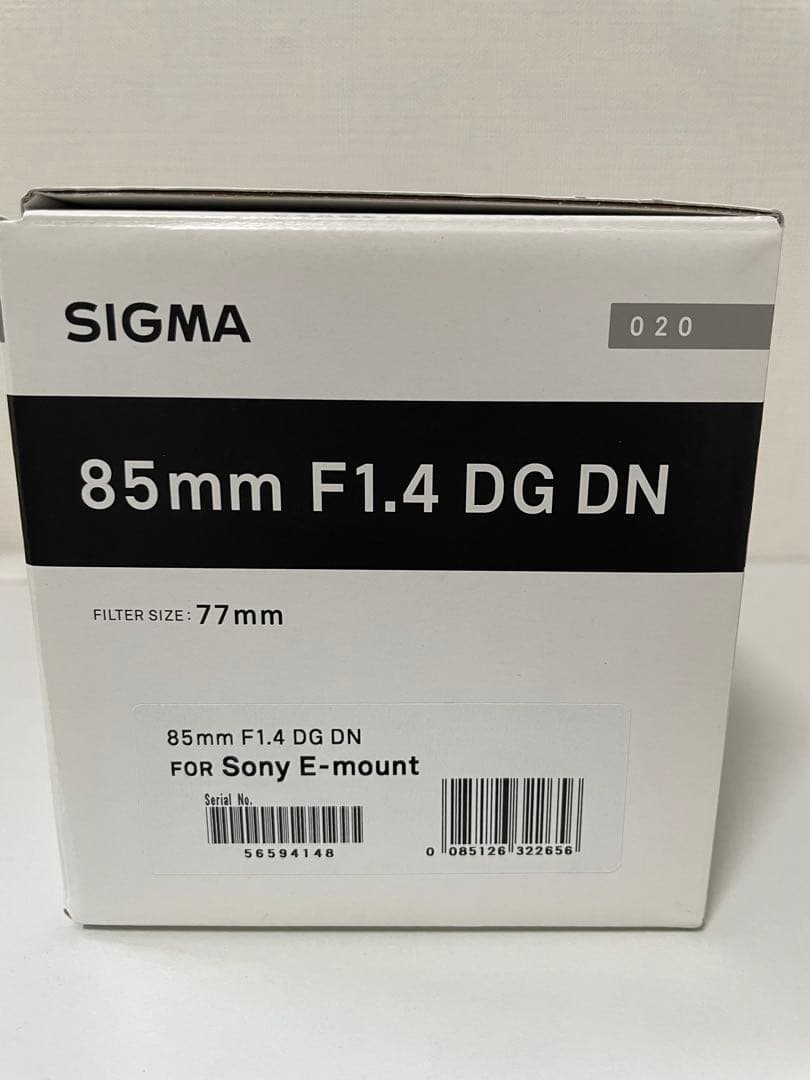 SIGMA
020
85mm F1.4 DG DN
FILTER SIZE: 77mm
85mm F1.4 DG DN
FOR Sony E-mount
Serial No.
56594148
0 085126 322656